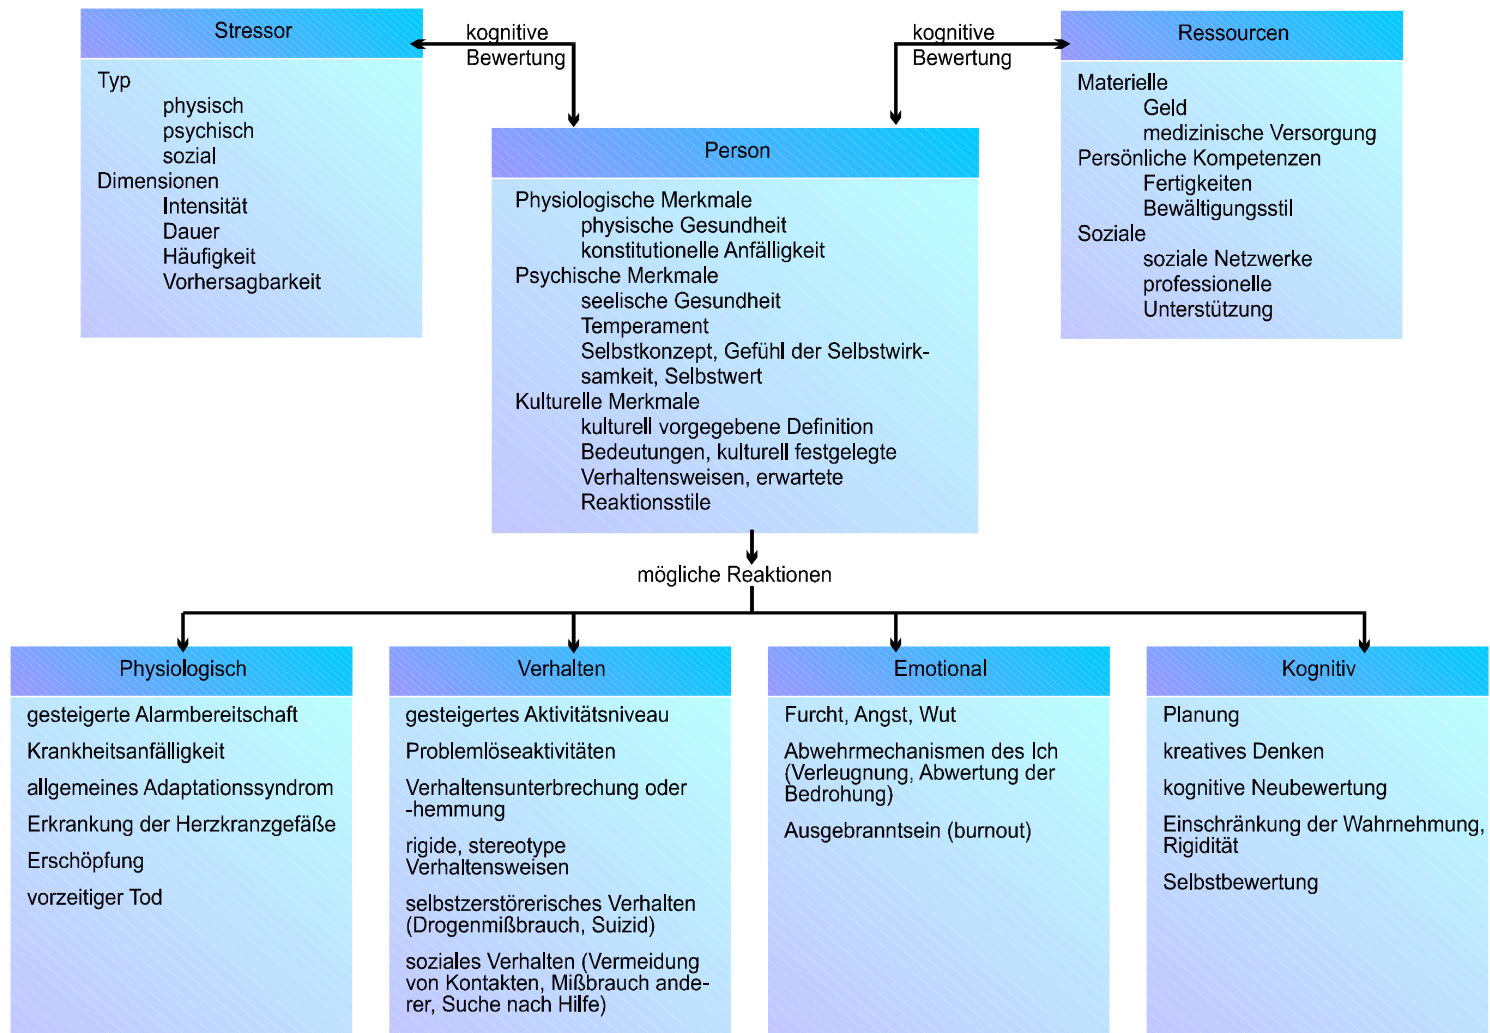 Stressor
Typ
physisch
psychisch
sozial
Dimensionen
Intensität
Dauer
Häufigkeit
Vorhersagbarkeit
kognitive
Bewertung
kognitive
Bewertung
Ressourcen
Materielle
Geld
medizinische Versorgung
Persönliche Kompetenzen
Fertigkeiten
Bewältigungsstil
Soziale
soziale Netzwerke
professionelle
Unterstützung
Person
Physiologische Merkmale
physische Gesundheit
konstitutionelle Anfälligkeit
Psychische Merkmale
seelische Gesundheit
Temperament
Selbstkonzept, Gefühl der Selbstwirk-
samkeit, Selbstwert
Kulturelle Merkmale
kulturell vorgegebene Definition
Bedeutungen, kulturell festgelegte
Verhaltensweisen, erwartete
Reaktionsstile
mögliche Reaktionen
Physiologisch
gesteigerte Alarmbereitschaft
Krankheitsanfälligkeit
allgemeines Adaptationssyndrom
Erkrankung der Herzkranzgefäße
Erschöpfung
vorzeitiger Tod
Verhalten
gesteigertes Aktivitätsniveau
Problemlöseaktivitäten
Verhaltensunterbrechung oder
-hemmung
rigide, stereotype
Verhaltensweisen
selbstzerstörerisches Verhalten
(Drogenmißbrauch, Suizid)
soziales Verhalten (Vermeidung
von Kontakten, Mißbrauch ande-
rer, Suche nach Hilfe)
Emotional
Furcht, Angst, Wut
Abwehrmechanismen des Ich
(Verleugnung, Abwertung der
Bedrohung)
Ausgebranntsein (burnout)
Kognitiv
Planung
kreatives Denken
kognitive Neubewertung
Einschränkung der Wahrnehmung,
Rigidität
Selbstbewertung